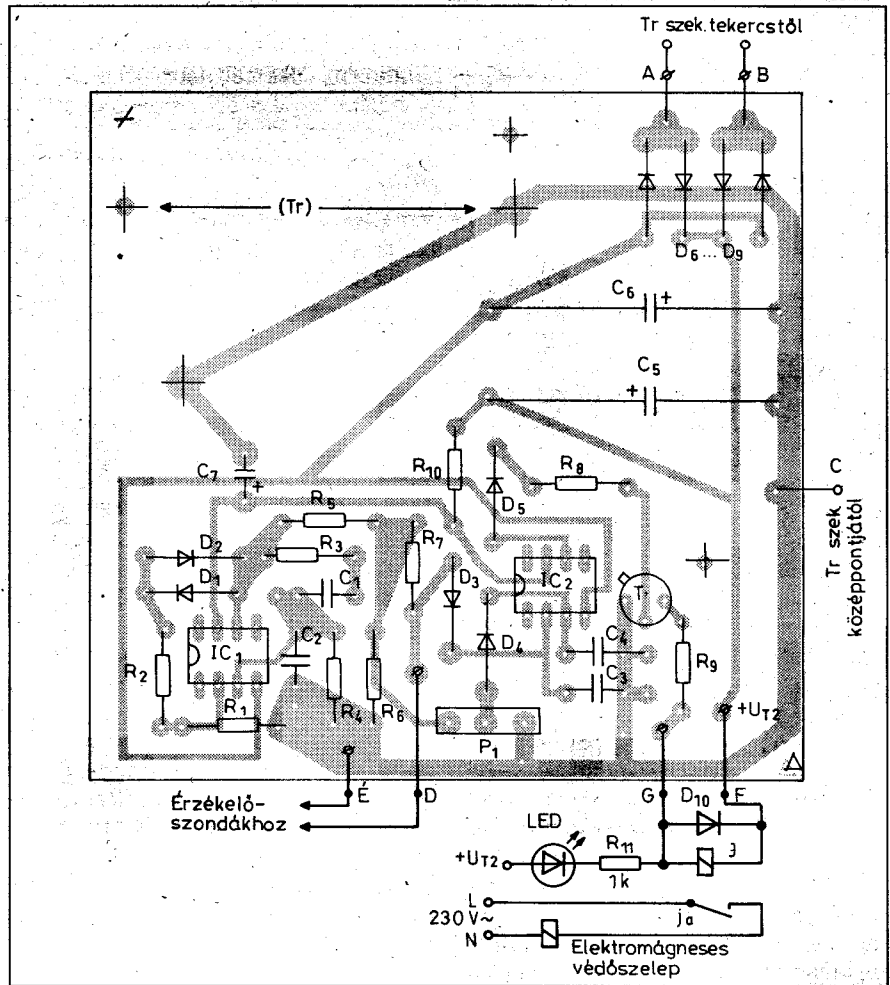 Tr szek. tekercstől
A
B
(Tr)
D6 ... D9
C6 +
+ C5
C7
+
R10
R8
D5
C
Tr szek középpontjától
R5
D2
R3
R7
D1
C1
D3
IC2
Tr
IC1
C2
D4
C4
R2
R4
R6
C3
R9
R1
P1
+UT2
É
D
G
D10
F
Érzékelő-
szondákhoz
LED
R11
J
+UT2
1k
L
230 V~
ja
N
Elektromágneses
védőszelep